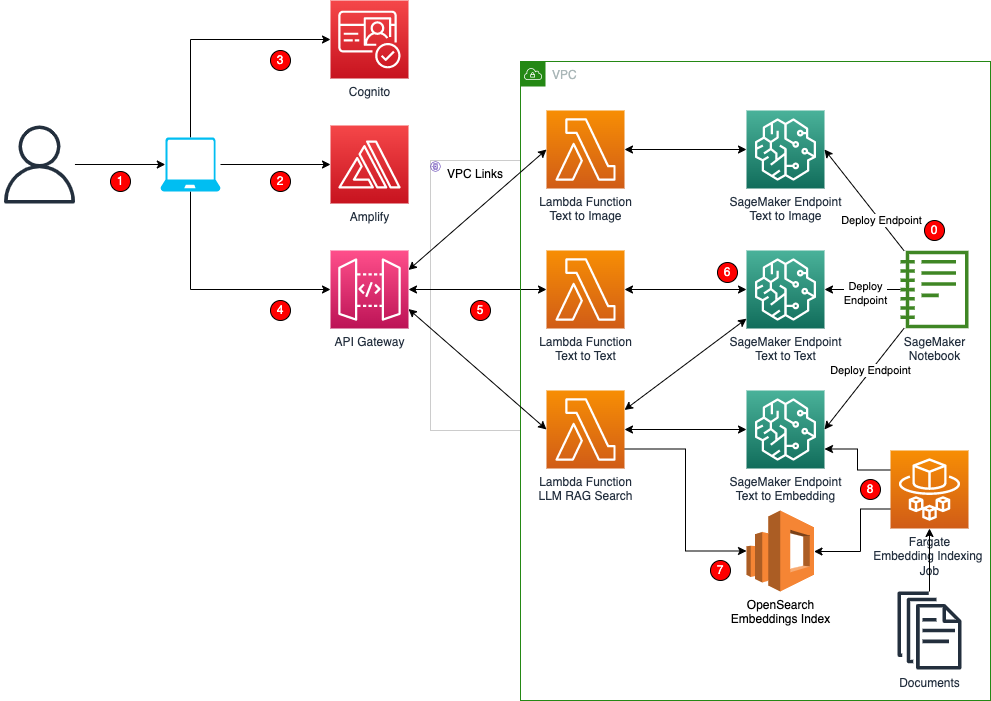 3
Cognito
1
2
Amplify
4
API Gateway
VPC Links
5
VPC
Lambda Function
Text to Image
SageMaker Endpoint
Text to Image
Deploy Endpoint
0
6
Lambda Function
Text to Text
SageMaker Endpoint
Text to Text
Deploy
Endpoint
SageMaker
Notebook
Deploy Endpoint
Lambda Function
LLM RAG Search
SageMaker Endpoint
Text to Embedding
8
7
OpenSearch
Embeddings Index
Fargate
Embedding Indexing
Job
Documents